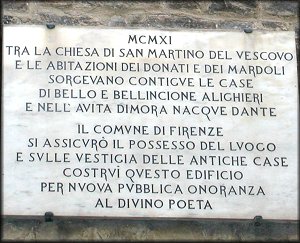 MCMXI
TRA LA CHIESA DI SAN MARTINO DEL VESCOVO
E LE ABITAZIONI DEI DONATI E DEI MARDOLI
SORGEVANO CONTIGVE LE CASE
DI BELLO E BELLINCIONE ALIGHIERI
E NELL' AVITA DIMORA NACQVE DANTE
IL COMVNE DI FIRENZE
SI ASSICVRÒ IL POSSESSO DEL LVOGO
E SVLLE VESTIGIA DELLE ANTICHE CASE
COSTRVÌ QVESTO EDIFICIO
PER NVOVA PVBBLICA ONORANZA
AL DIVINO POETA